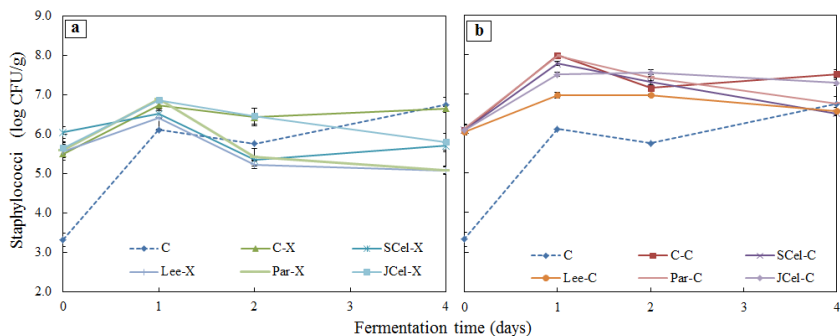 9.0
8.0
7.0
6.0
5.0
4.0
3.0
2.0
Staphylococci (log CFU/g)
a
C C-X SCel-X
Lee-X Par-X JCel-X
0 1 2 3 4
b
C C-C SCel-C
Lee-C Par-C JCel-C
0 1 2 3 4
Fermentation time (days)